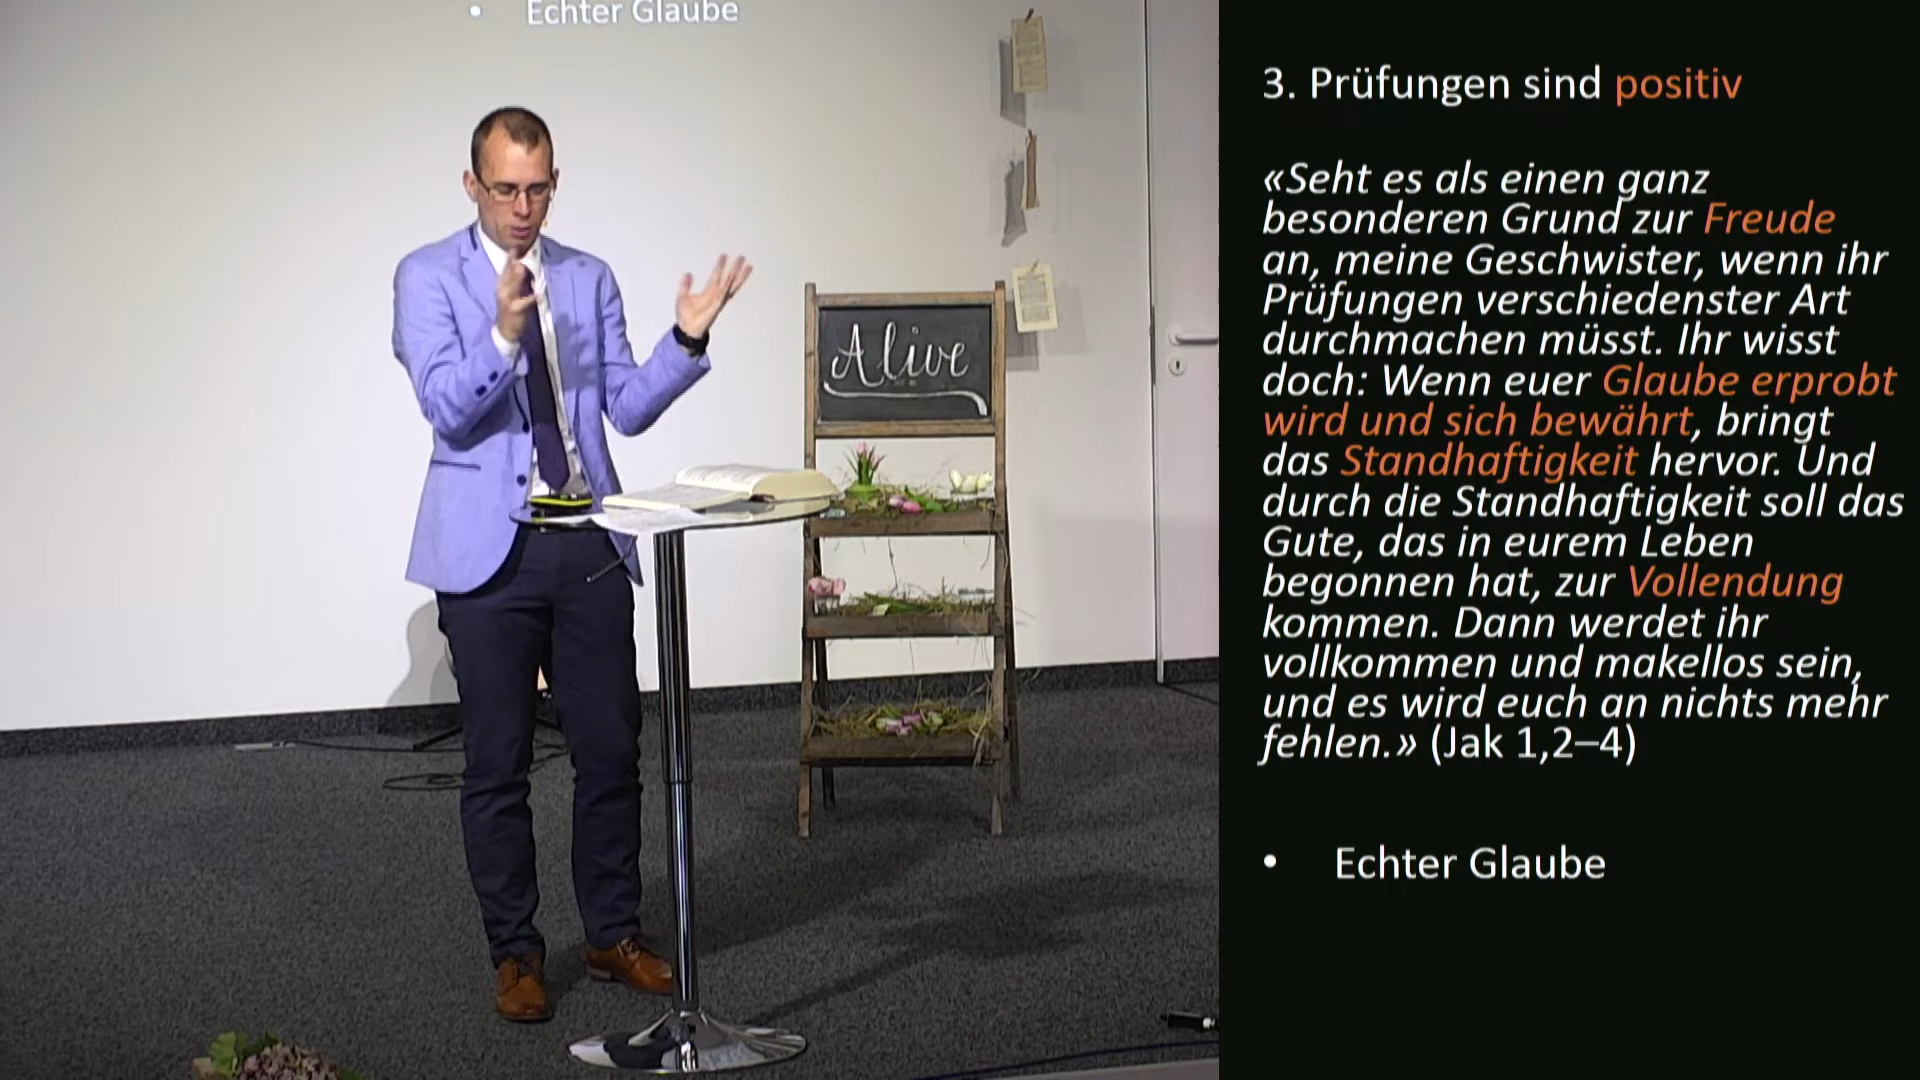 Echter Glaube
Alive
3. Prüfungen sind positiv
«Seht es als einen ganz
besonderen Grund zur Freude
an, meine Geschwister, wenn ihr
Prüfungen verschiedenster Art
durchmachen müsst. Ihr wisst
doch: Wenn euer Glaube erprobt
wird und sich bewährt, bringt
das Standhaftigkeit hervor. Und
durch die Standhaftigkeit soll das
Gute, das in eurem Leben
begonnen hat, zur Vollendung
kommen. Dann werdet ihr
vollkommen und makellos sein,
und es wird euch an nichts mehr
fehlen.» (Jak 1,2–4)
• Echter Glaube